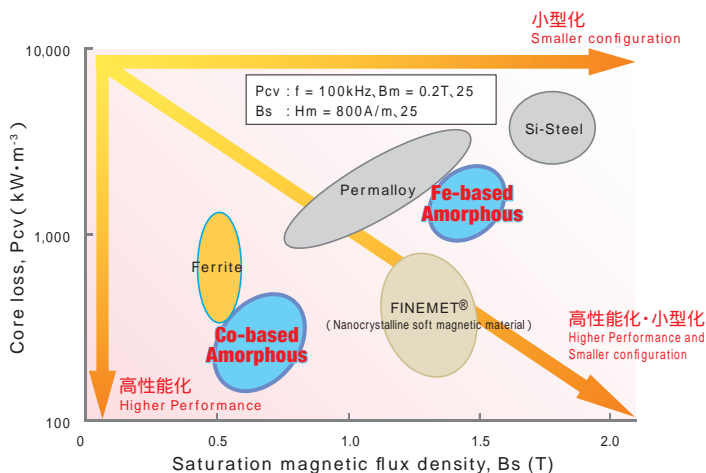 小型化
Smaller configuration
10,000
Pcv : f = 100kHz、Bm = 0.2T、25
Bs : Hm = 800A/m、25
Si-Steel
Permalloy
Fe-based
Amorphous
1,000
Ferrite
FINEMET®
( Nanocrystalline soft magnetic material )
Co-based
Amorphous
高性能化・小型化
Higher Performance and
Smaller configuration
高性能化
Higher Performance
100
0
0.5
1.0
1.5
2.0
Core loss, Pcv ( kW・m⁻³ )
Saturation magnetic flux density, Bs (T)